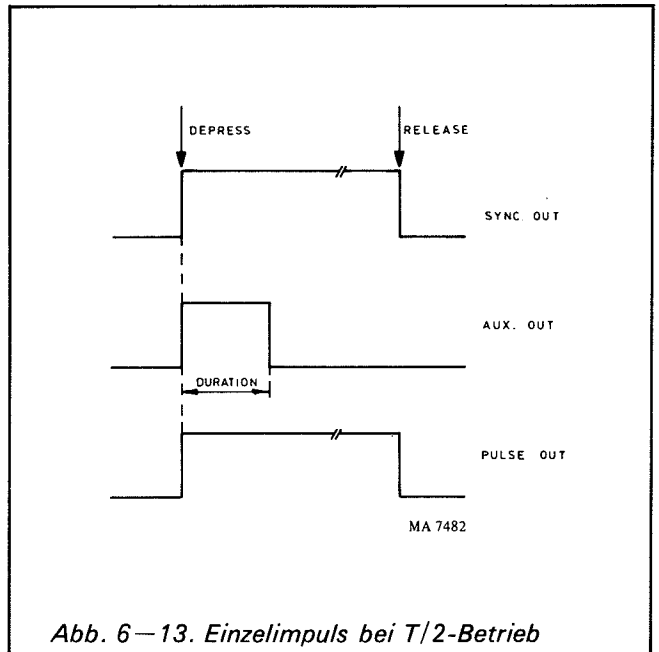 DEPRESS
RELEASE
SYNC. OUT
AUX. OUT
DURATION
PULSE OUT
MA 7482
Abb. 6—13. Einzelimpuls bei T/2-Betrieb